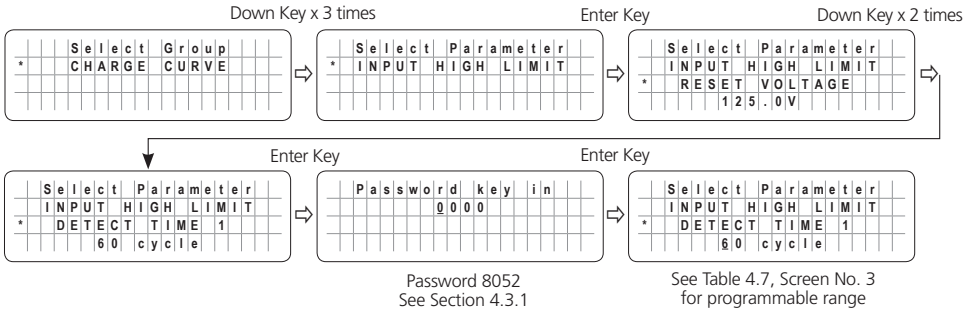 Down Key x 3 times
Enter Key
Down Key x 2 times
Select Group
* CHARGE CURVE
Select Parameter
* INPUT HIGH LIMIT
Select Parameter
INPUT HIGH LIMIT
* RESET VOLTAGE
125.0V
Enter Key
Enter Key
Select Parameter
INPUT HIGH LIMIT
* DETECT TIME 1
60 cycle
Password key in
0000
Select Parameter
INPUT HIGH LIMIT
* DETECT TIME 1
60 cycle
Password 8052
See Section 4.3.1
See Table 4.7, Screen No. 3
for programmable range